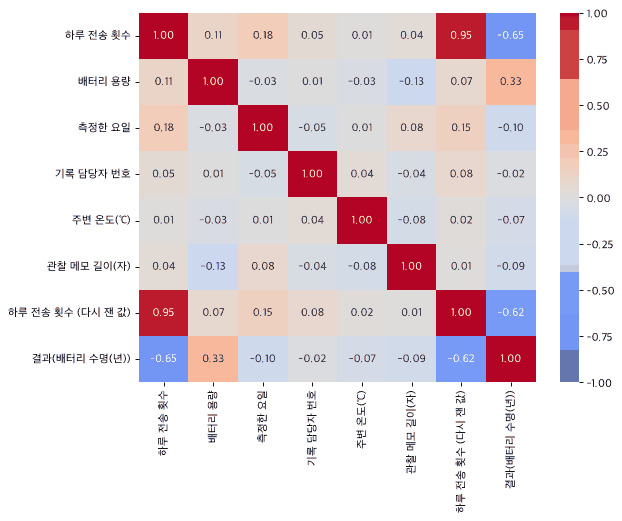 하루 전송 횟수 1.00 0.11 0.18 0.05 0.01 0.04 0.95 -0.65
배터리 용량 0.11 1.00 -0.03 0.01 -0.03 -0.13 0.07 0.33
측정한 요일 0.18 -0.03 1.00 -0.05 0.01 0.08 0.15 -0.10
기록 담당자 번호 0.05 0.01 -0.05 1.00 0.04 -0.04 0.08 -0.02
주변 온도(℃) 0.01 -0.03 0.01 0.04 1.00 -0.08 0.02 -0.07
관찰 메모 길이(자) 0.04 -0.13 0.08 -0.04 -0.08 1.00 0.01 -0.09
하루 전송 횟수 (다시 잰 값) 0.95 0.07 0.15 0.08 0.02 0.01 1.00 -0.62
결과(배터리 수명(년)) -0.65 0.33 -0.10 -0.02 -0.07 -0.09 -0.62 1.00
하루 전송 횟수
배터리 용량
측정한 요일
기록 담당자 번호
주변 온도(℃)
관찰 메모 길이(자)
하루 전송 횟수 (다시 잰 값)
결과(배터리 수명(년))
1.00
0.75
0.50
0.25
0.00
-0.25
-0.50
-0.75
-1.00